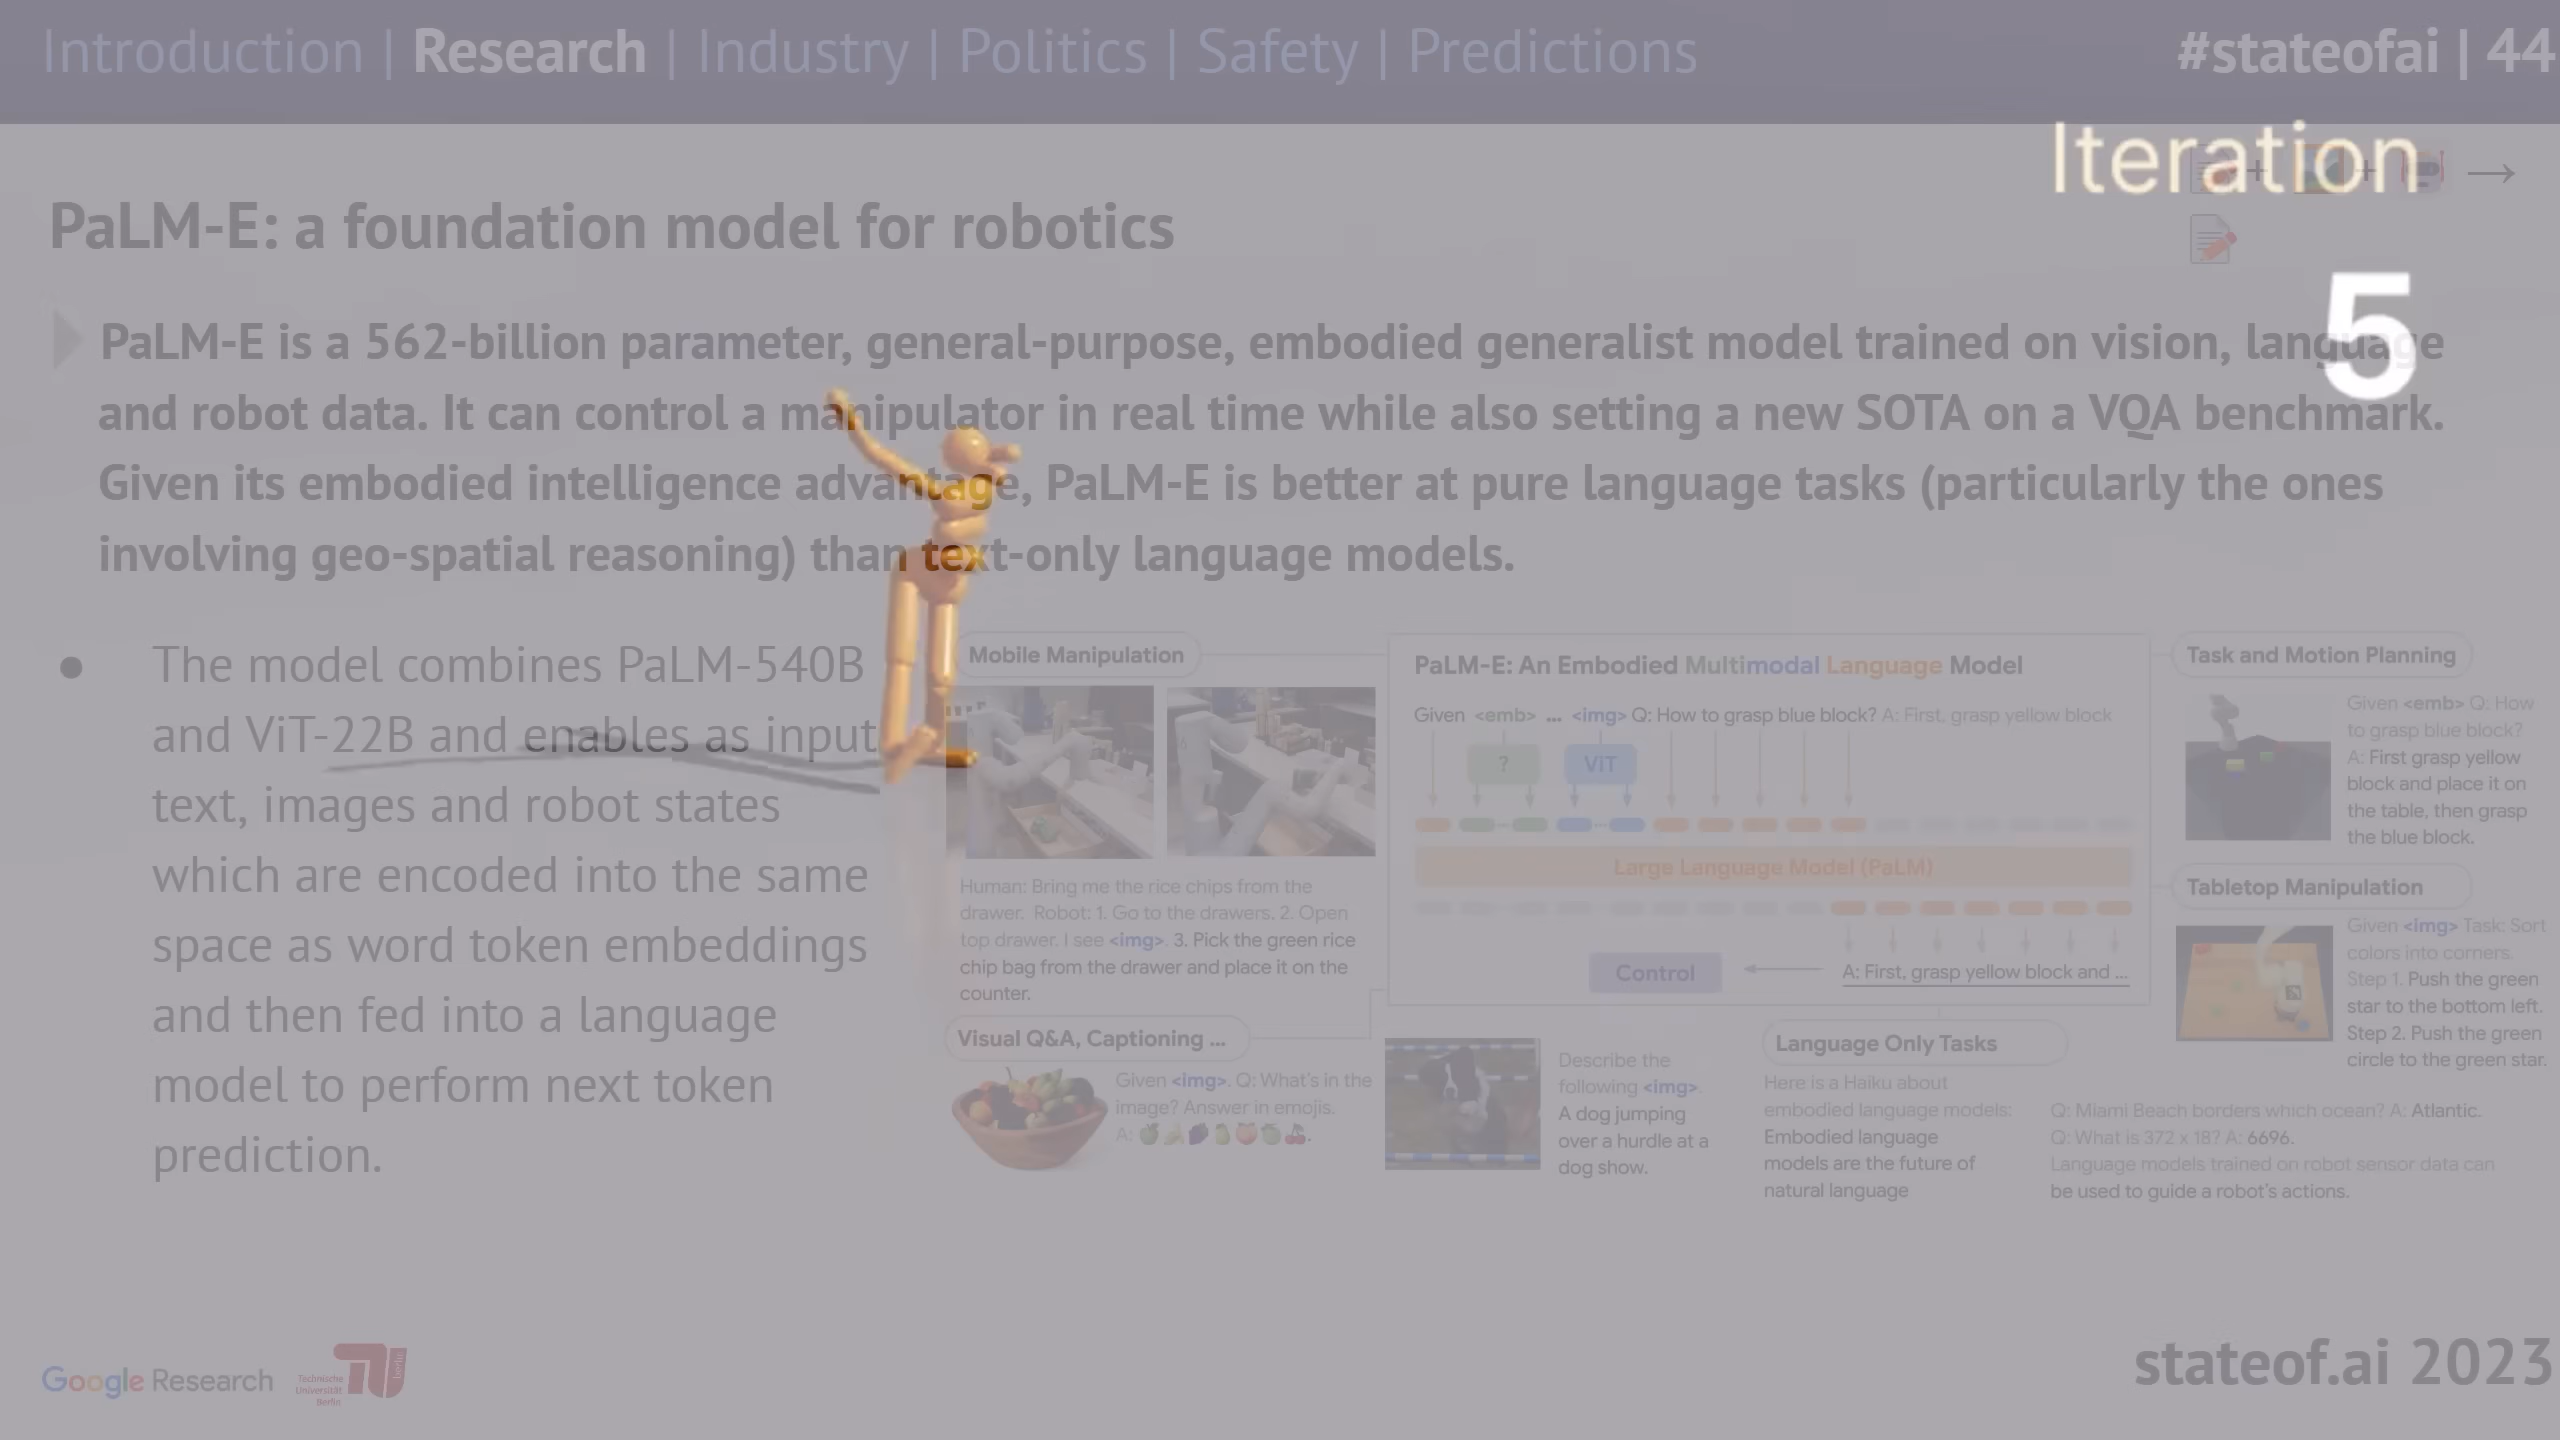 Introduction | Research | Industry | Politics | Safety | Predictions
#stateofai | 44
Iteration
5
PaLM-E: a foundation model for robotics
PaLM-E is a 562-billion parameter, general-purpose, embodied generalist model trained on vision, language
and robot data. It can control a manipulator in real time while also setting a new SOTA on a VQA benchmark.
Given its embodied intelligence advantage, PaLM-E is better at pure language tasks (particularly the ones
involving geo-spatial reasoning) than text-only language models.
● The model combines PaLM-540B
and ViT-22B and enables as input
text, images and robot states
which are encoded into the same
space as word token embeddings
and then fed into a language
model to perform next token
prediction.
Mobile Manipulation
Human: Bring me the rice chips from the
drawer. Robot: 1. Go to the drawers. 2. Open
top drawer. I see <img>. 3. Pick the green rice
chip bag from the drawer and place it on the
counter.
Visual Q&A, Captioning ...
Given <img>. Q: What's in the
image? Answer in emojis.
A: 🍏🍌🍇🍐🍑🍈🍒.
PaLM-E: An Embodied Multimodal Language Model
Given <emb> ... <img> Q: How to grasp blue block? A: First, grasp yellow block
?
ViT
Large Language Model (PaLM)
Control
A: First, grasp yellow block and ...
Describe the
following <img>.
A dog jumping
over a hurdle at a
dog show.
Language Only Tasks
Here is a Haiku about
embodied language models:
Embodied language
models are the future of
natural language
Q: Miami Beach borders which ocean? A: Atlantic.
Q: What is 372 x 18? A: 6696.
Language models trained on robot sensor data can
be used to guide a robot's actions.
Task and Motion Planning
Given <emb> Q: How
to grasp blue block?
A: First grasp yellow
block and place it on
the table, then grasp
the blue block.
Tabletop Manipulation
Given <img> Task: Sort
colors into corners.
Step 1. Push the green
star to the bottom left.
Step 2. Push the green
circle to the green star.
Google Research
Technische
Universität
Berlin
berlin
stateof.ai 2023